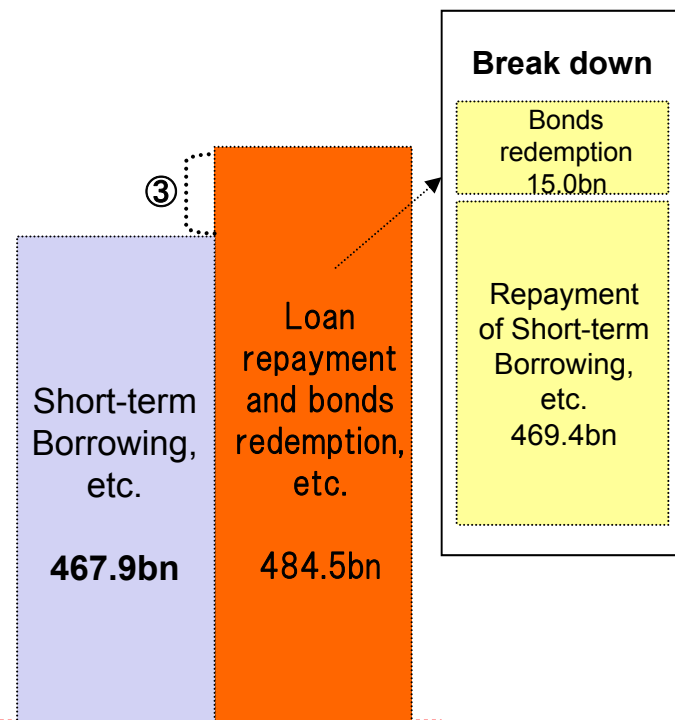 Break down
Bonds
redemption
15.0bn
③
Repayment
of Short-term
Borrowing,
etc.
469.4bn
Short-term
Borrowing,
etc.
467.9bn
Loan
repayment
and bonds
redemption,
etc.
484.5bn